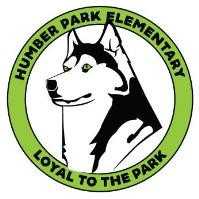 HUMBER PARK ELEMENTARY
LOYAL TO THE PARK